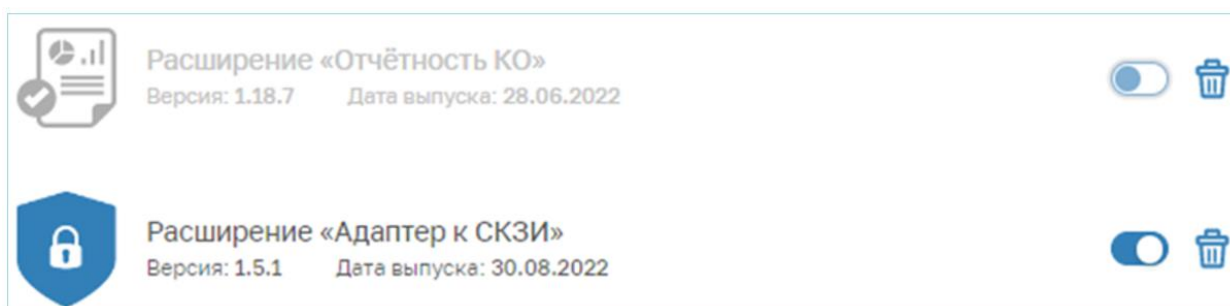 Расширение «Отчётность КО»
Версия: 1.18.7 Дата выпуска: 28.06.2022
Расширение «Адаптер к СКЗИ»
Версия: 1.5.1 Дата выпуска: 30.08.2022